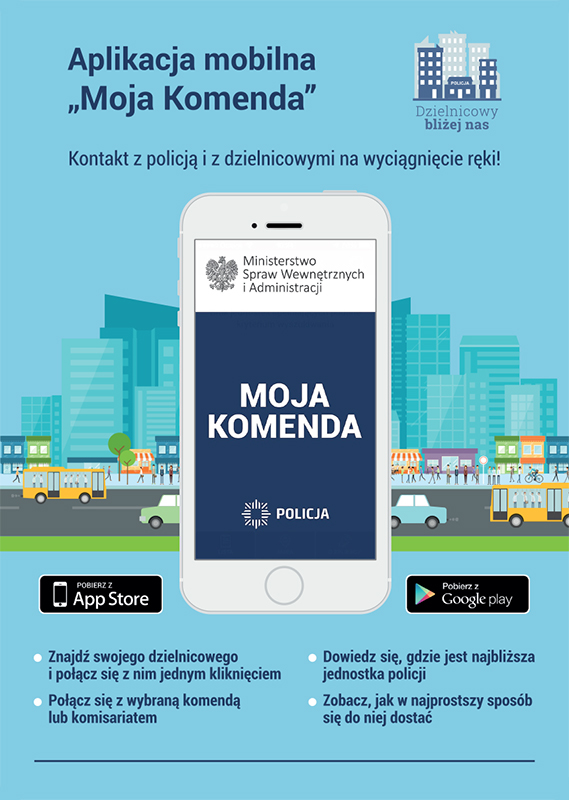 Aplikacja mobilna
„Moja Komenda”
POLICJA
Dzielnicowy
bliżej nas
Kontakt z policją i z dzielnicowymi na wyciągnięcie ręki!
Ministerstwo
Spraw Wewnętrznych
i Administracji
MOJA
KOMENDA
POLICJA
POBIERZ Z
App Store
Pobierz z
Google play
Znajdź swojego dzielnicowego
i połącz się z nim jednym kliknięciem
Połącz się z wybraną komendą
lub komisariatem
Dowiedz się, gdzie jest najbliższa
jednostka policji
Zobacz, jak w najprostszy sposób
się do niej dostać